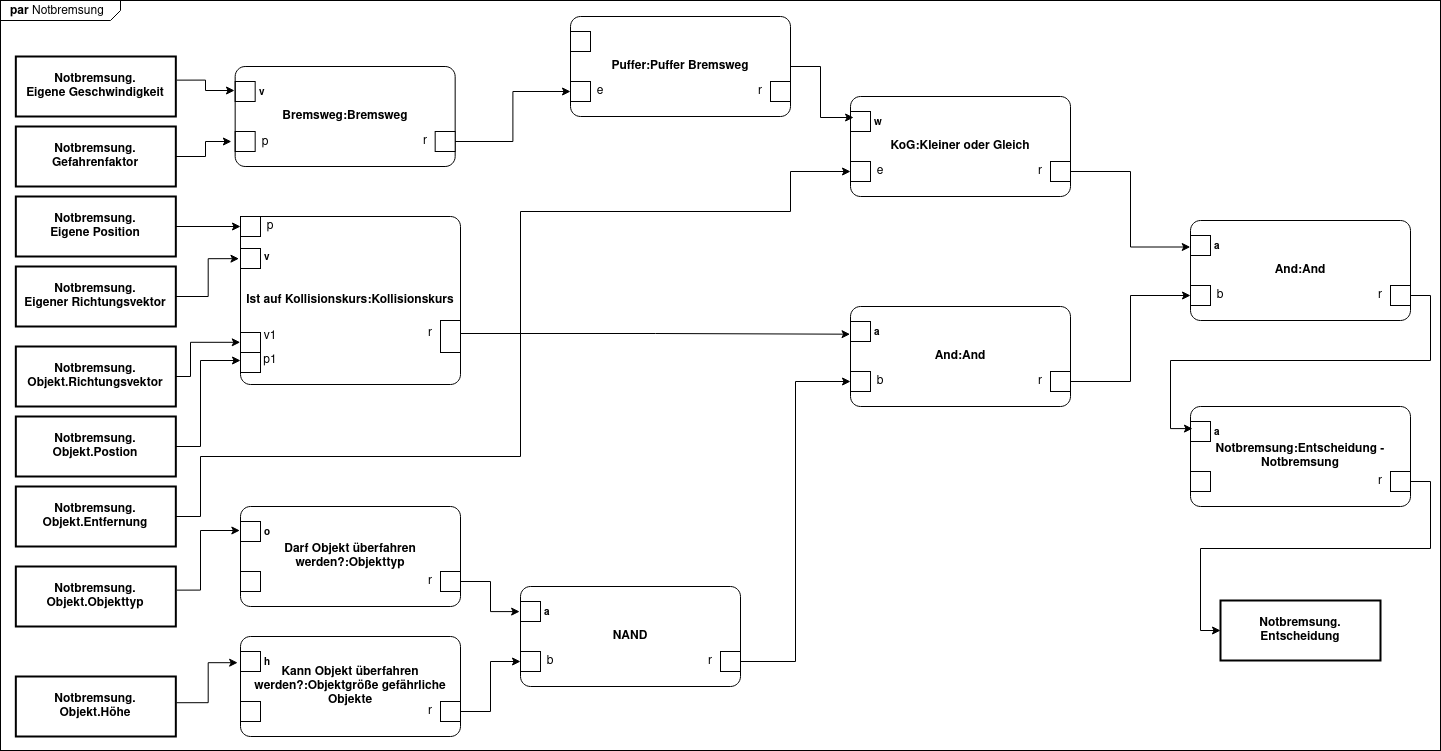 par Notbremsung
Notbremsung.
Eigene Geschwindigkeit
Notbremsung.
Gefahrenfaktor
Notbremsung.
Eigene Position
Notbremsung.
Eigener Richtungsvektor
Notbremsung.
Objekt.Richtungsvektor
Notbremsung.
Objekt.Postion
Notbremsung.
Objekt.Entfernung
Notbremsung.
Objekt.Objekttyp
Notbremsung.
Objekt.Höhe
v
Bremsweg:Bremsweg
p
r
p
v
Ist auf Kollisionskurs:Kollisionskurs
v1
r
p1
o
Darf Objekt überfahren
werden?:Objekttyp
r
h
Kann Objekt überfahren
werden?:Objektgröße gefährliche
Objekte
r
Puffer:Puffer Bremsweg
e
r
a
NAND
b
r
w
KoG:Kleiner oder Gleich
e
r
a
And:And
b
r
a
And:And
b
r
a
Notbremsung:Entscheidung -
Notbremsung
r
Notbremsung.
Entscheidung